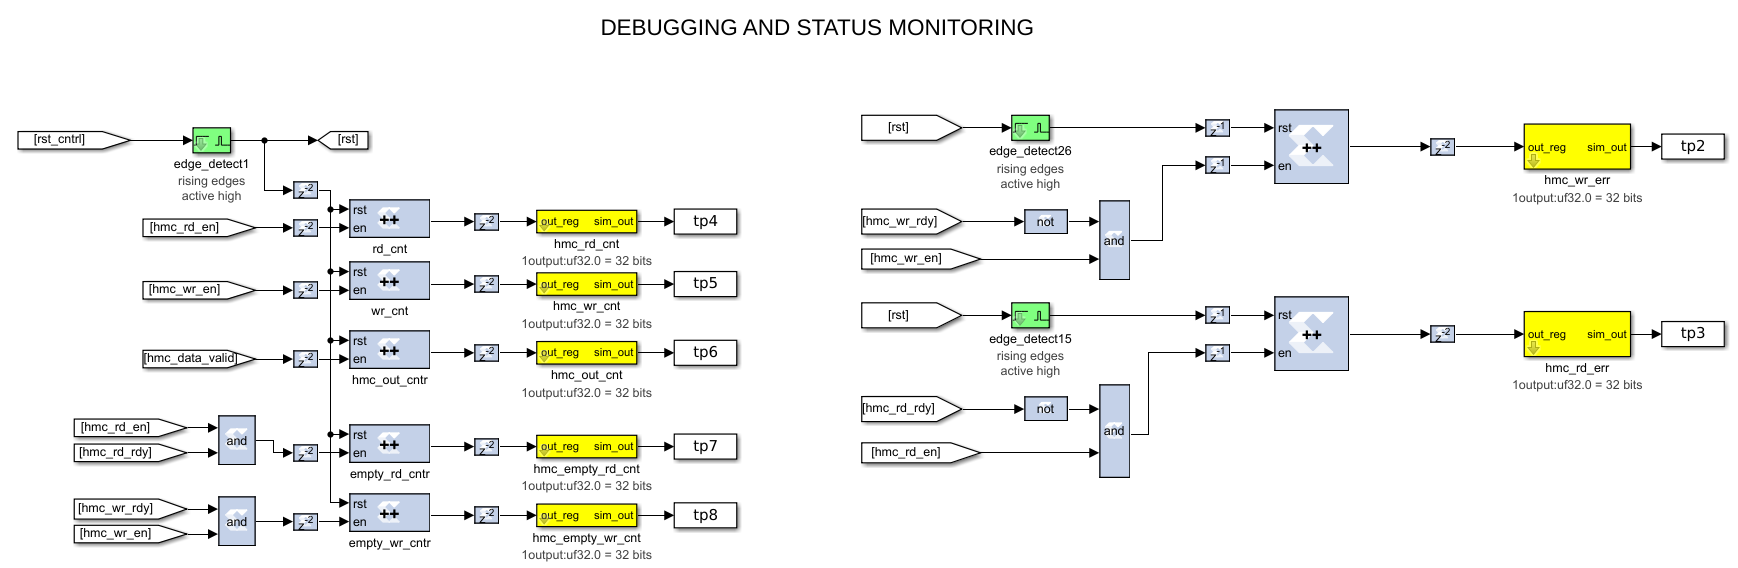 DEBUGGING AND STATUS MONITORING
[rst_cntrl]
edge_detect1
rising edges
active high
[rst]
z-2
[hmc_rd_en]
z-2
rst
en
++
rd_cnt
z-2
out_reg sim_out
hmc_rd_cnt
1output:uf32.0 = 32 bits
tp4
[hmc_wr_en]
z-2
rst
en
++
wr_cnt
z-2
out_reg sim_out
hmc_wr_cnt
1output:uf32.0 = 32 bits
tp5
[hmc_data_valid]
z-2
rst
en
++
hmc_out_cntr
z-2
out_reg sim_out
hmc_out_cnt
1output:uf32.0 = 32 bits
tp6
[hmc_rd_en]
[hmc_rd_rdy]
and
z-2
rst
en
++
empty_rd_cntr
z-2
out_reg sim_out
hmc_empty_rd_cnt
1output:uf32.0 = 32 bits
tp7
[hmc_wr_rdy]
[hmc_wr_en]
and
z-2
rst
en
++
empty_wr_cntr
z-2
out_reg sim_out
hmc_empty_wr_cnt
1output:uf32.0 = 32 bits
tp8
[rst]
edge_detect26
rising edges
active high
z-1
[hmc_wr_rdy]
not
[hmc_wr_en]
and
z-1
rst
en
++
z-2
out_reg sim_out
hmc_wr_err
1output:uf32.0 = 32 bits
tp2
[rst]
edge_detect15
rising edges
active high
z-1
[hmc_rd_rdy]
not
[hmc_rd_en]
and
z-1
rst
en
++
z-2
out_reg sim_out
hmc_rd_err
1output:uf32.0 = 32 bits
tp3